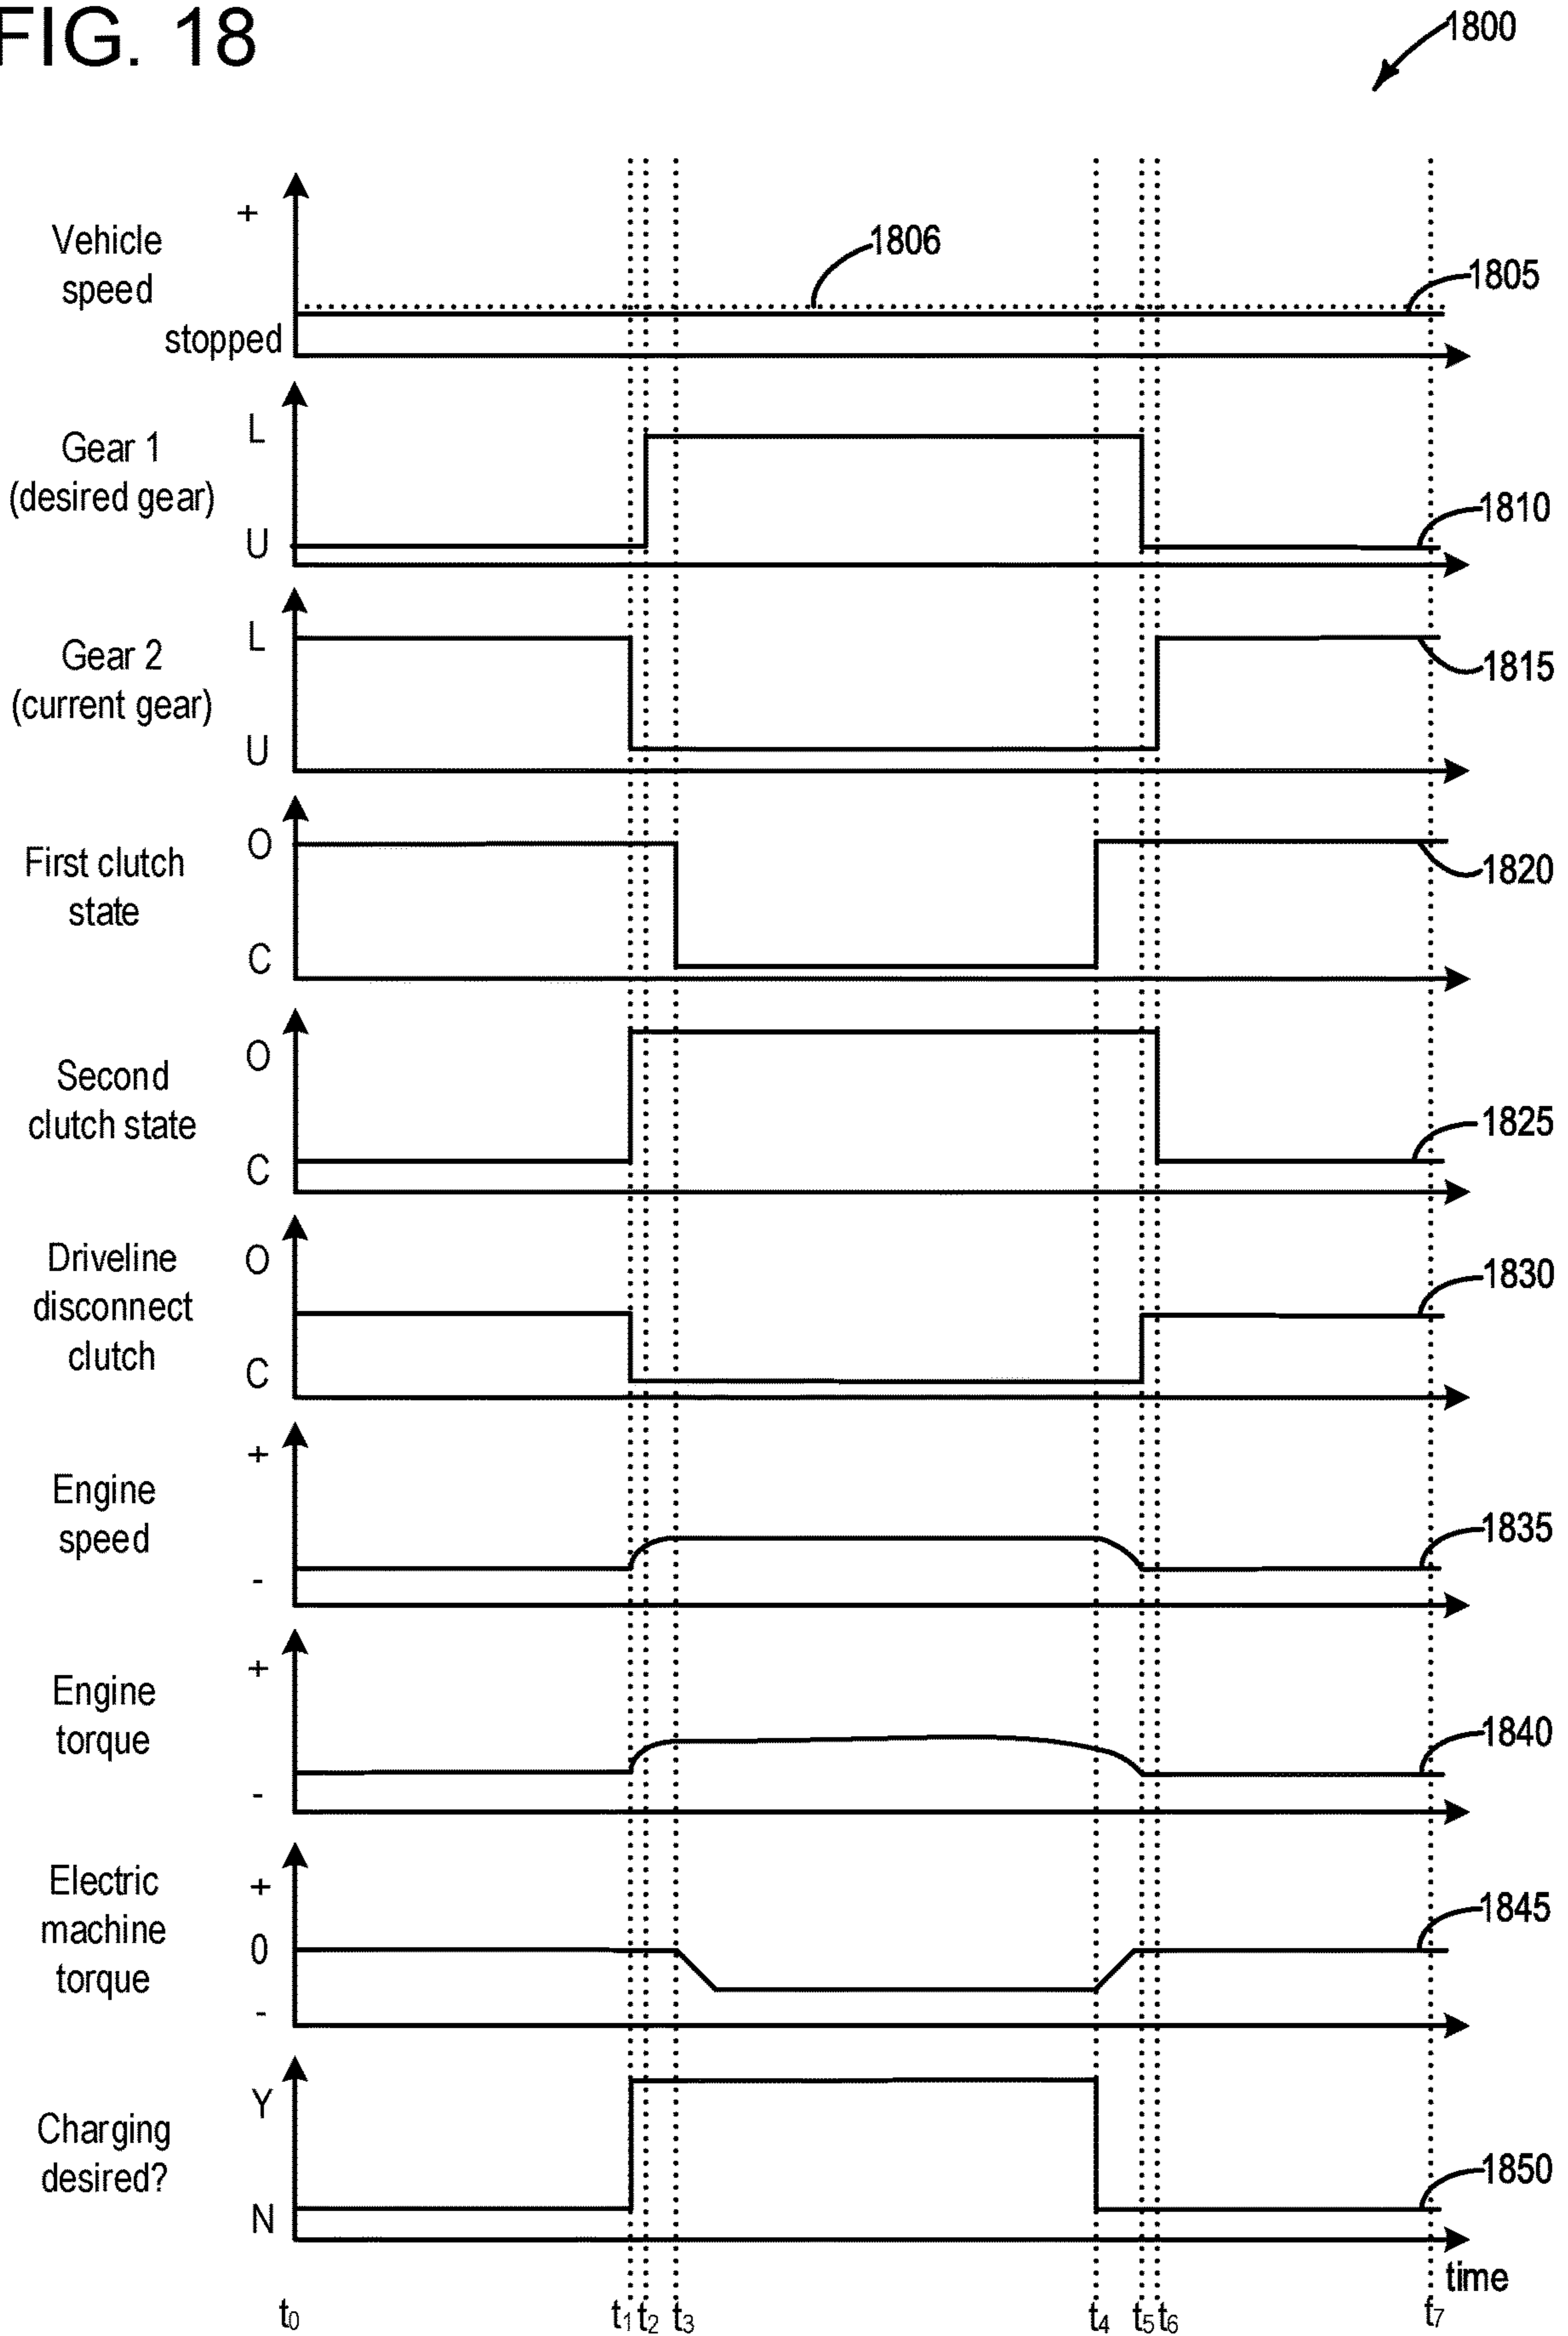 FIG. 18
1800
+
Vehicle
speed
stopped
1806
1805
L
Gear 1
(desired gear)
U
1810
L
Gear 2
(current gear)
U
1815
O
First clutch
state
C
1820
O
Second
clutch state
C
1825
Driveline
disconnect
clutch
O
C
1830
+
Engine
speed
-
1835
+
Engine
torque
-
1840
Electric
machine
torque
+
0
-
1845
Y
Charging
desired?
N
1850
time
t0 t1 t2 t3 t4 t5 t6 t7